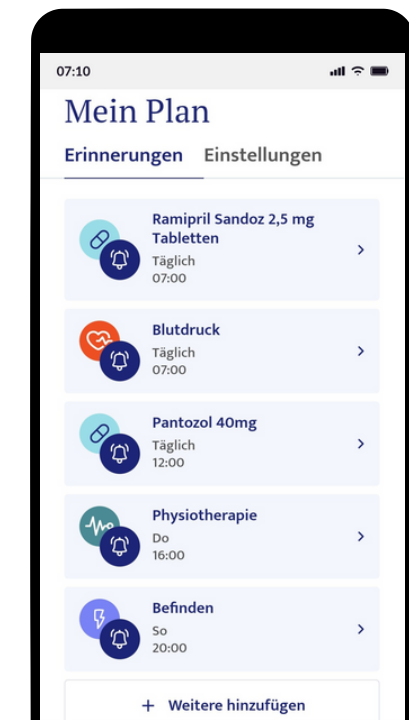 07:10
Mein Plan
Erinnerungen Einstellungen
Ramipril Sandoz 2,5 mg
Tabletten
Täglich
07:00
Blutdruck
Täglich
07:00
Pantozol 40mg
Täglich
12:00
Physiotherapie
Do
16:00
Befinden
So
20:00
+ Weitere hinzufügen